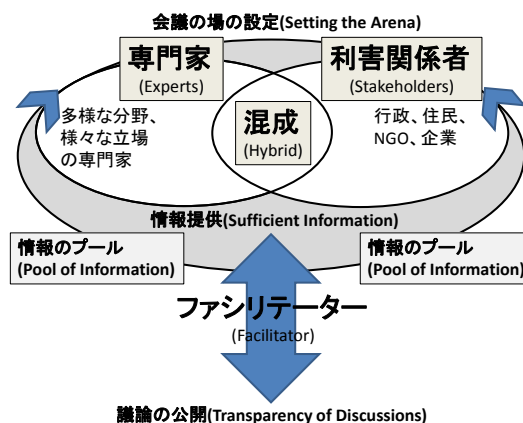 会議の場の設定(Setting the Arena)
専門家
(Experts)
利害関係者
(Stakeholders)
多様な分野、
様々な立場
の専門家
混成
(Hybrid)
行政、住民、
NGO、企業
情報提供(Sufficient Information)
情報のプール
(Pool of Information)
情報のプール
(Pool of Information)
ファシリテーター
(Facilitator)
議論の公開(Transparency of Discussions)